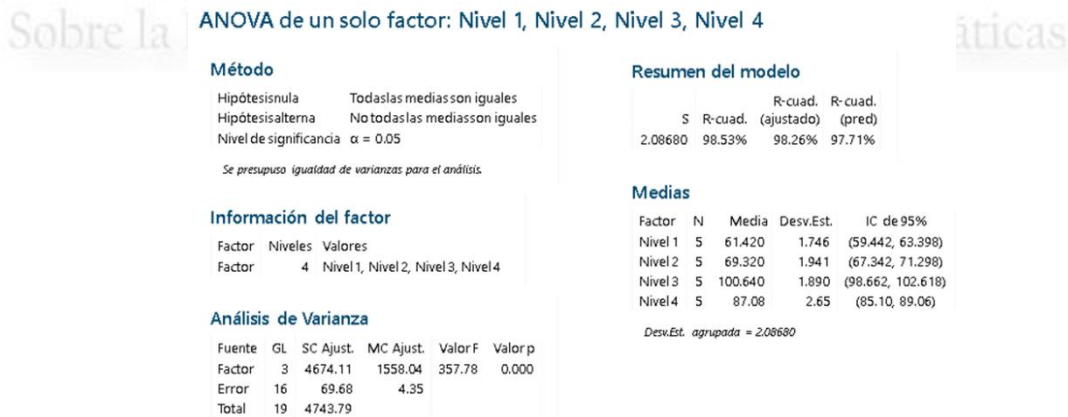 Sobre la
áticas
ANOVA de un solo factor: Nivel 1, Nivel 2, Nivel 3, Nivel 4
Método
Hipótesisnula Todaslas mediasson iguales
Hipótesisalterna No todaslas mediasson iguales
Nivel de significancia α = 0.05
Se presupuso igualdad de varianzas para el análisis.
Información del factor
Factor Niveles Valores
Factor 4 Nivel 1, Nivel 2, Nivel 3, Nivel 4
Análisis de Varianza
Fuente GL SC Ajust. MC Ajust. Valor F Valor p
Factor 3 4674.11 1558.04 357.78 0.000
Error 16 69.68 4.35
Total 19 4743.79
Resumen del modelo
R-cuad. R-cuad.
S R-cuad. (ajustado) (pred)
2.08680 98.53% 98.26% 97.71%
Medias
Factor N Media Desv.Est. IC de 95%
Nivel 1 5 61.420 1.746 (59.442, 63.398)
Nivel 2 5 69.320 1.941 (67.342, 71.298)
Nivel 3 5 100.640 1.890 (98.662, 102.618)
Nivel 4 5 87.08 2.65 (85.10, 89.06)
Desv.Est. agrupada = 2.08680